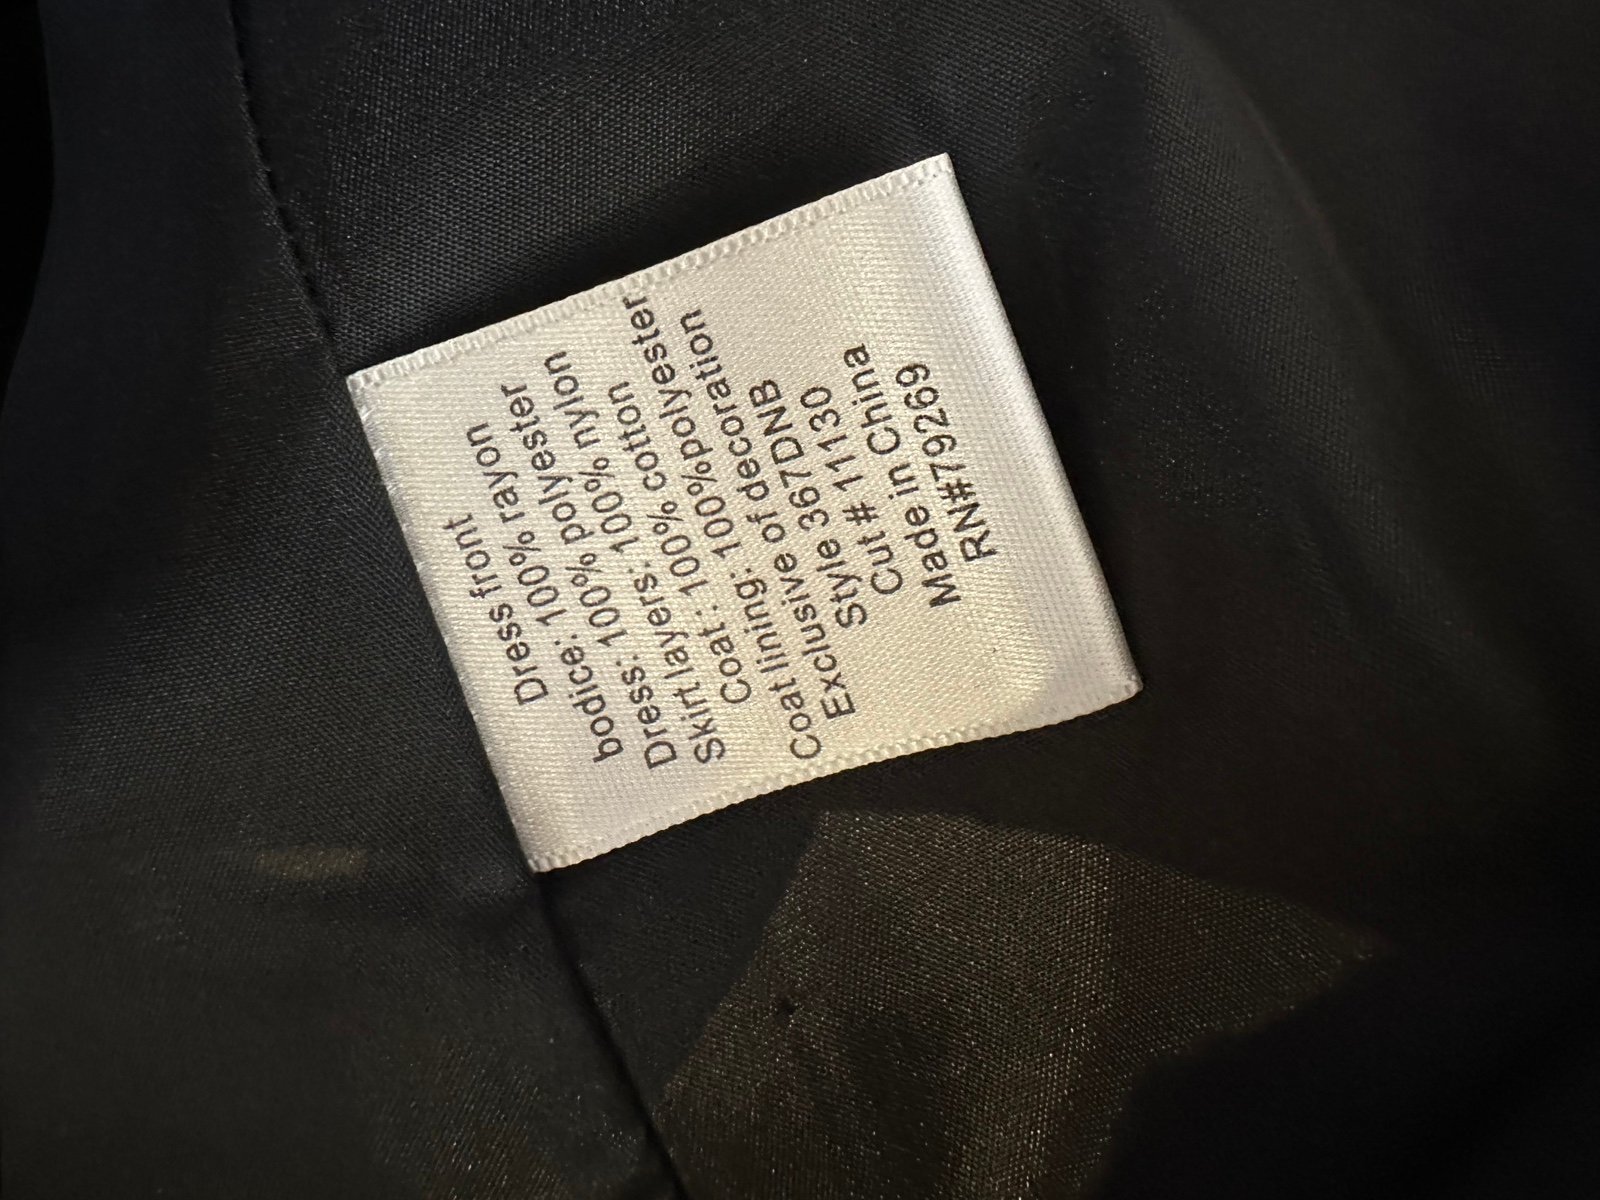 Dress front
bodice: 100% rayon
Dress: 100% polyester
Skirt layers: 100% nylon
Coat : 100% cotton
Coat lining: 100%polyester
Exclusive of decoration
Style 367DNB
Cut # 11130
Made in China
RN#79269